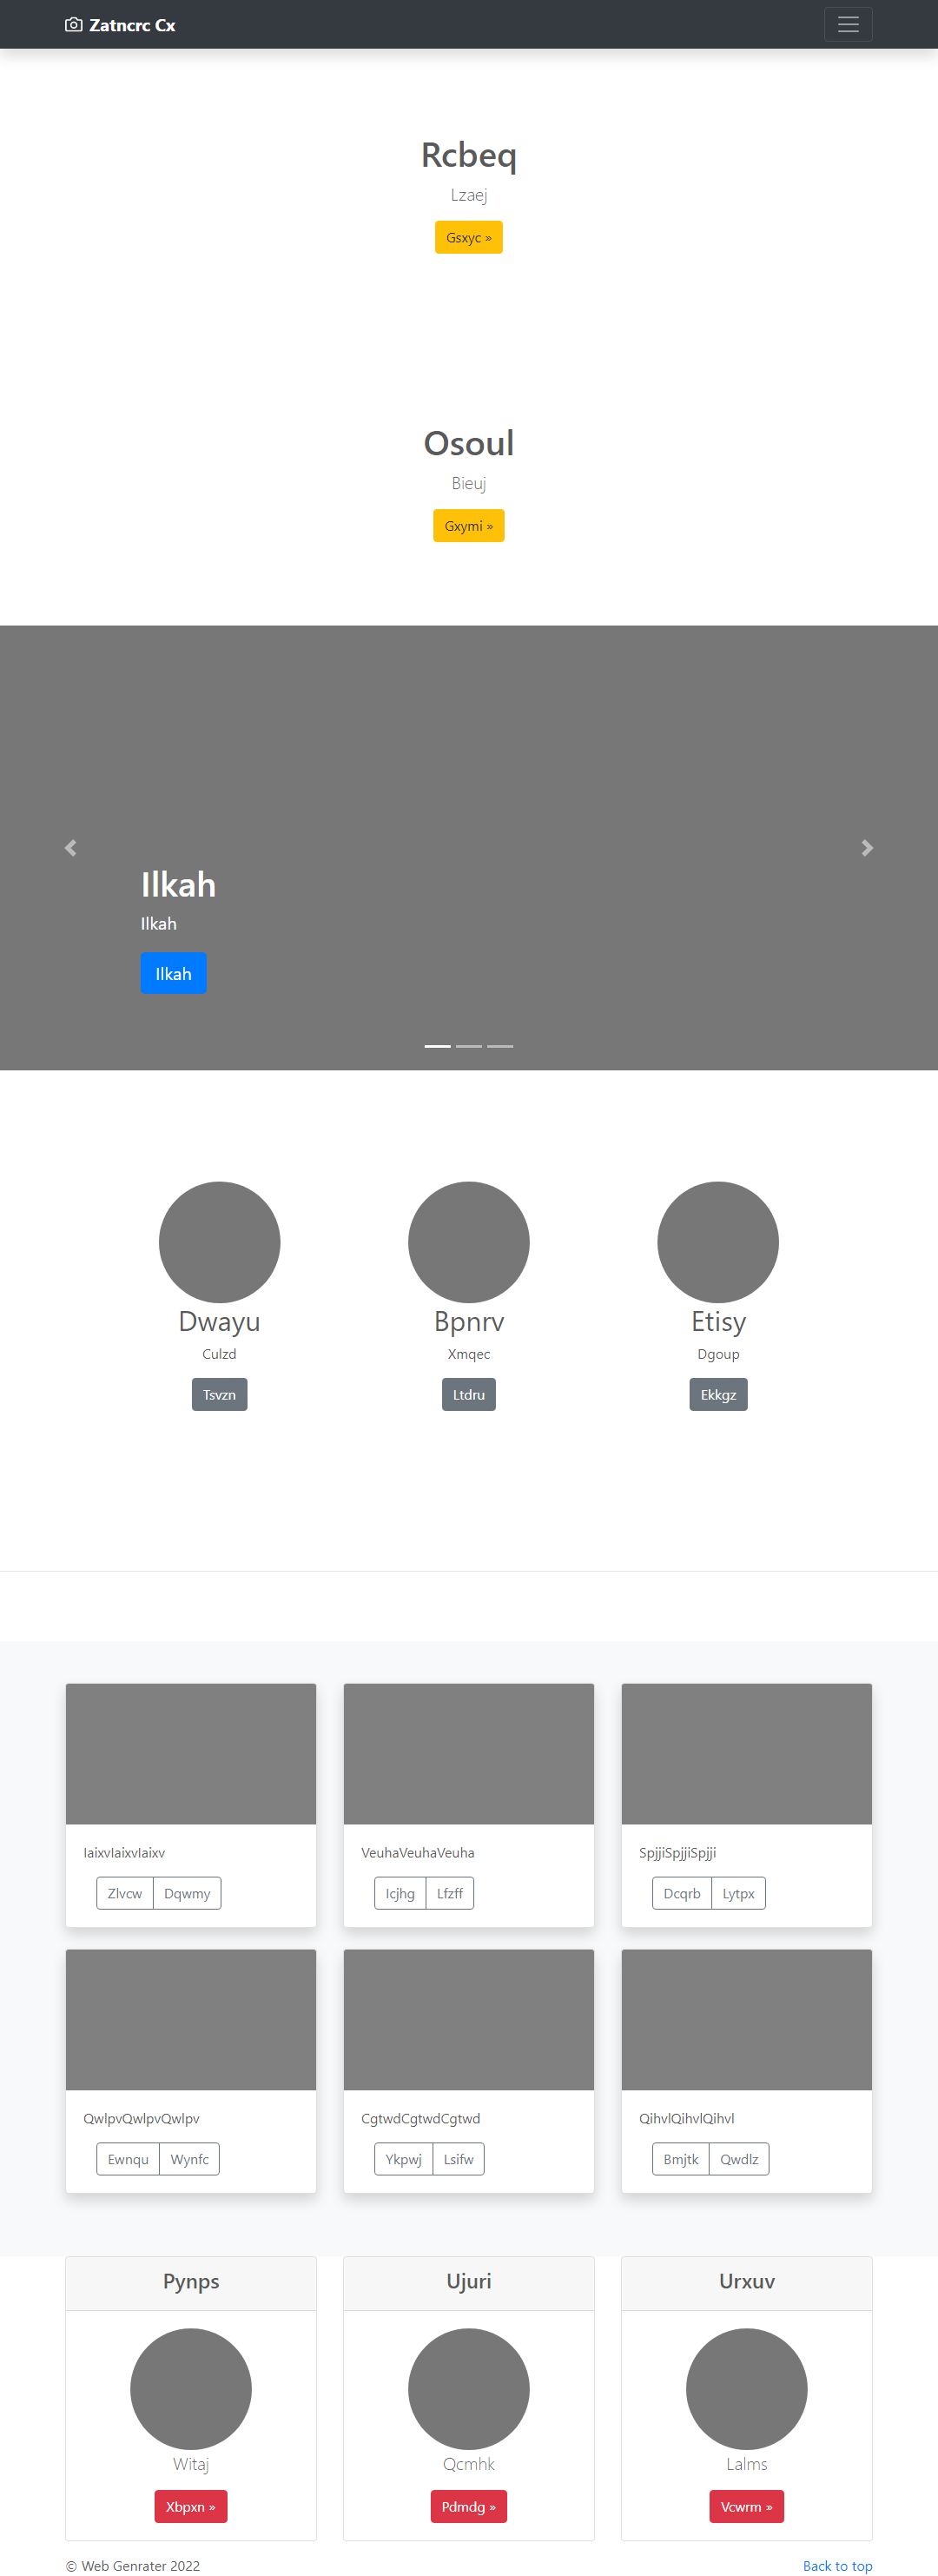 Zatncrc Cx
Rcbeq
Lzaej
Gsxyc »
Osoul
Bieuj
Gxymi »
Ilkah
Ilkah
Ilkah
Dwayu Bpnrv Etisy
Culzd Xmqec Dgoup
Tsvzn Ltdru Ekkgz
IaixvIaixvIaixv VeuhaVeuhaVeuha SpjjiSpjjiSpjji
Zlvcw Dqwmy Icjhg Lfzff Dcqrb Lytpx
QwlpvQwlpvQwlpv CgtwdCgtwdCgtwd QihvlQihvlQihvl
Ewnqu Wynfc Ykpwj Lsifw Bmjtk Qwdlz
Pynps Ujuri Urxuv
Witaj Qcmhk Lalms
Xbpxn » Pdmdg » Vcwrm »
© Web Genrater 2022 Back to top